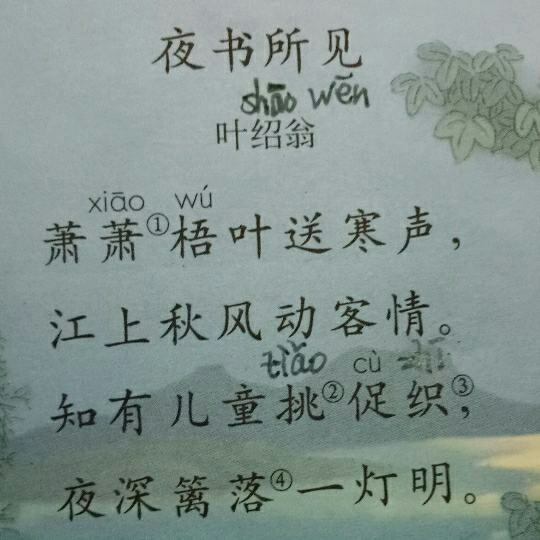 夜书所见
shāo wēn
叶绍翁
xiāo wú
萧萧①梧叶送寒声，
江上秋风动客情。
tiǎo cù
知有儿童挑②促织③，
夜深篱落④一灯明。